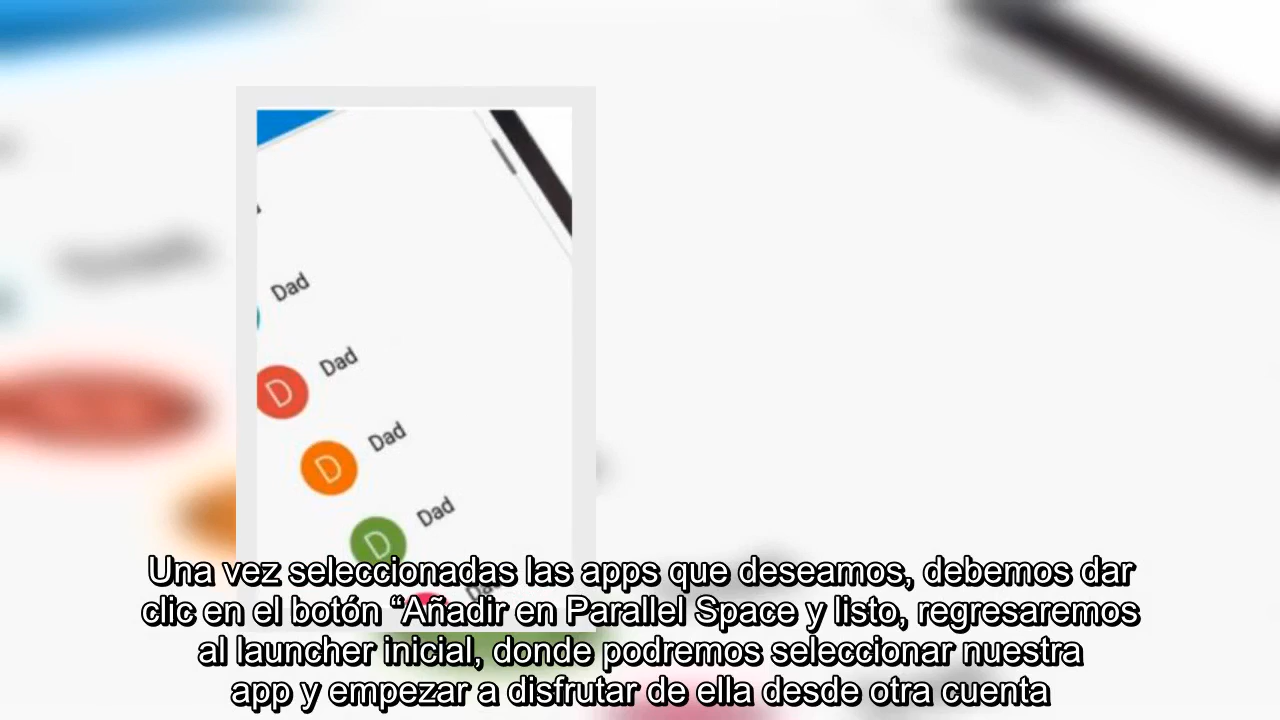 Dad
D Dad
D Dad
D Dad
Dad
Una vez seleccionadas las apps que deseamos, debemos dar
clic en el botón “Añadir en Parallel Space y listo, regresaremos
al launcher inicial, donde podremos seleccionar nuestra
app y empezar a disfrutar de ella desde otra cuenta